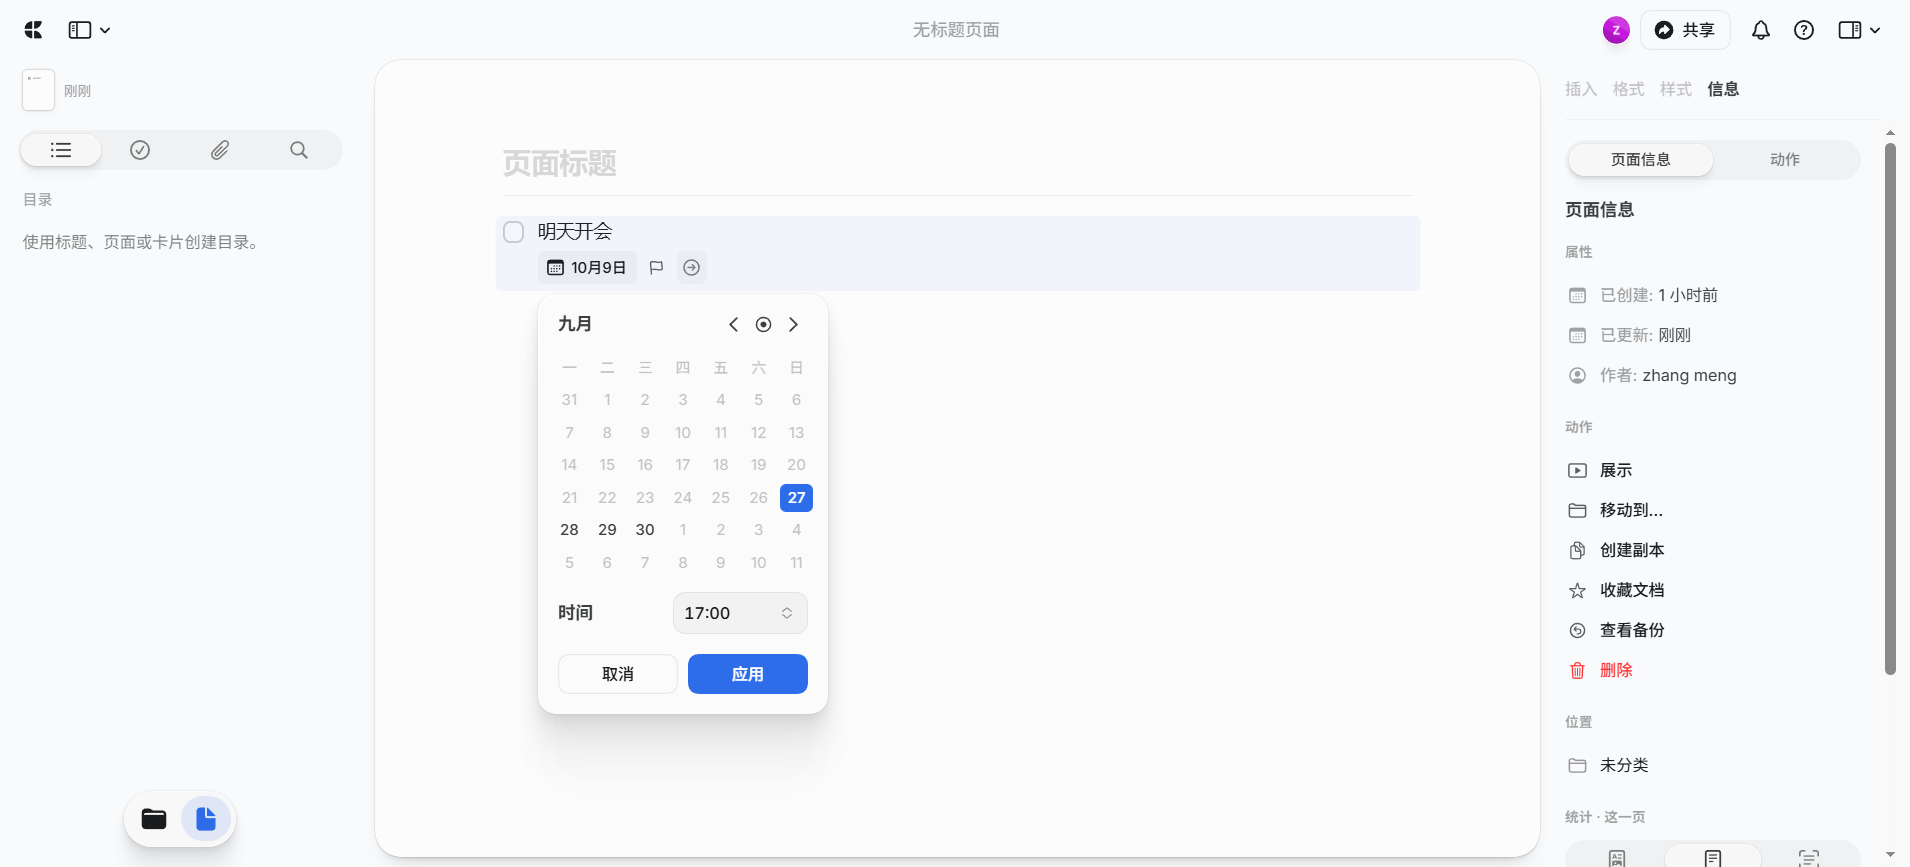 无标题页面
Z
共享
刚刚
目录
使用标题、页面或卡片创建目录。
页面标题
明天开会
10月9日
九月
一 二 三 四 五 六 日
31 1 2 3 4 5 6
7 8 9 10 11 12 13
14 15 16 17 18 19 20
21 22 23 24 25 26 27
28 29 30 1 2 3 4
5 6 7 8 9 10 11
时间 17:00
取消 应用
插入 格式 样式 信息
页面信息 动作
页面信息
属性
已创建: 1 小时前
已更新: 刚刚
作者: zhang meng
动作
展示
移动到...
创建副本
收藏文档
查看备份
删除
位置
未分类
统计 · 这一页